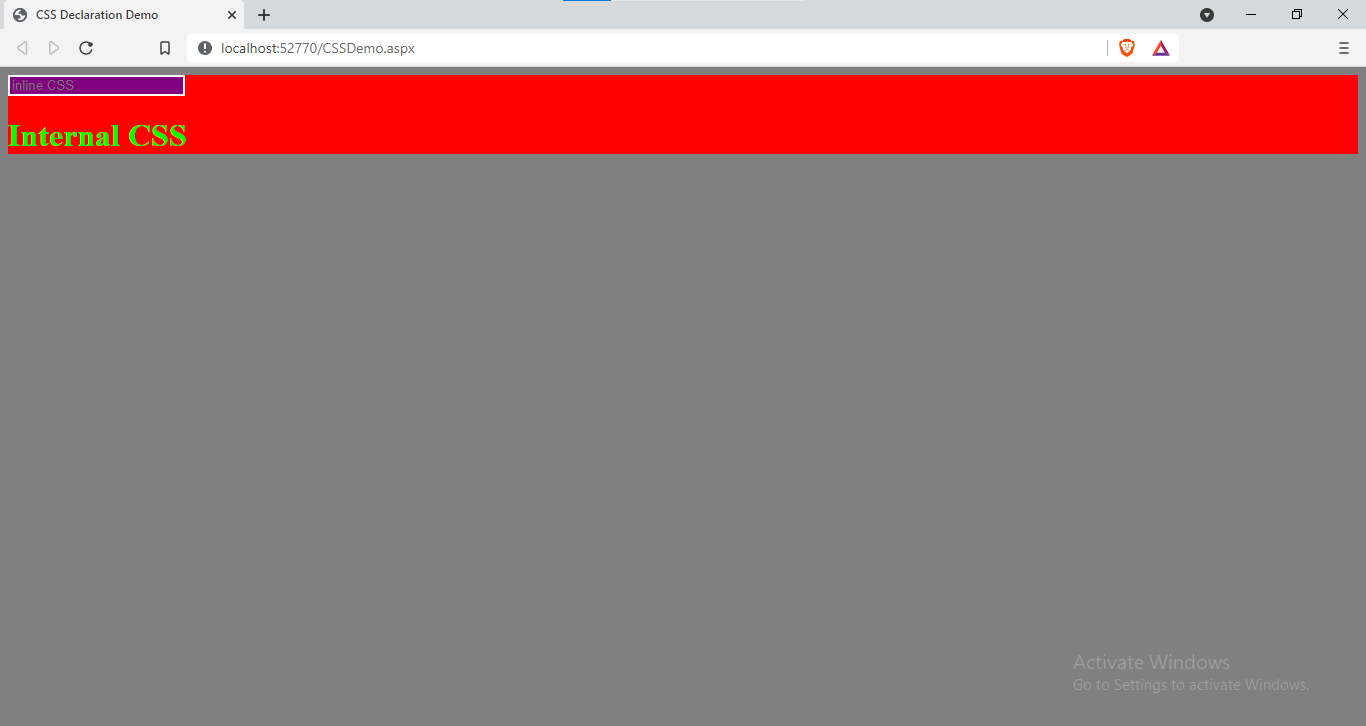 CSS Declaration Demo
localhost:52770/CSSDemo.aspx
inline CSS
Internal CSS
Activate Windows
Go to Settings to activate Windows.